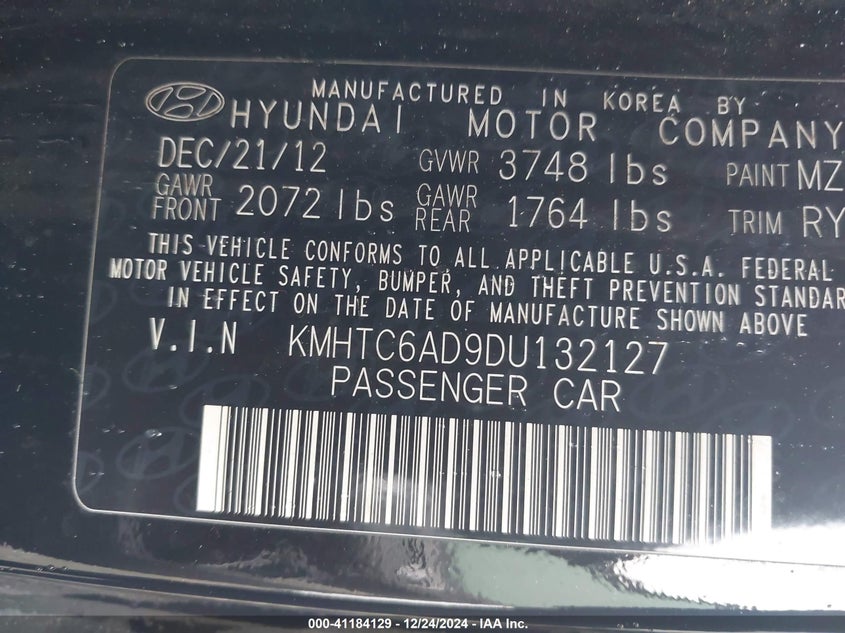 MANUFACTURED IN KOREA BY
HYUNDAI MOTOR COMPANY
DEC/21/12 GVWR 3748 lbs PAINT MZ
GAWR FRONT 2072 lbs GAWR REAR 1764 lbs TRIM RY
THIS VEHICLE CONFORMS TO ALL APPLICABLE U.S.A. FEDERAL
MOTOR VEHICLE SAFETY, BUMPER, AND THEFT PREVENTION STANDAR
IN EFFECT ON THE DATE OF MANUFACTURE SHOWN ABOVE
V.I.N KMHTC6AD9DU132127
PASSENGER CAR
000-41184129 - 12/24/2024 - IAA Inc.